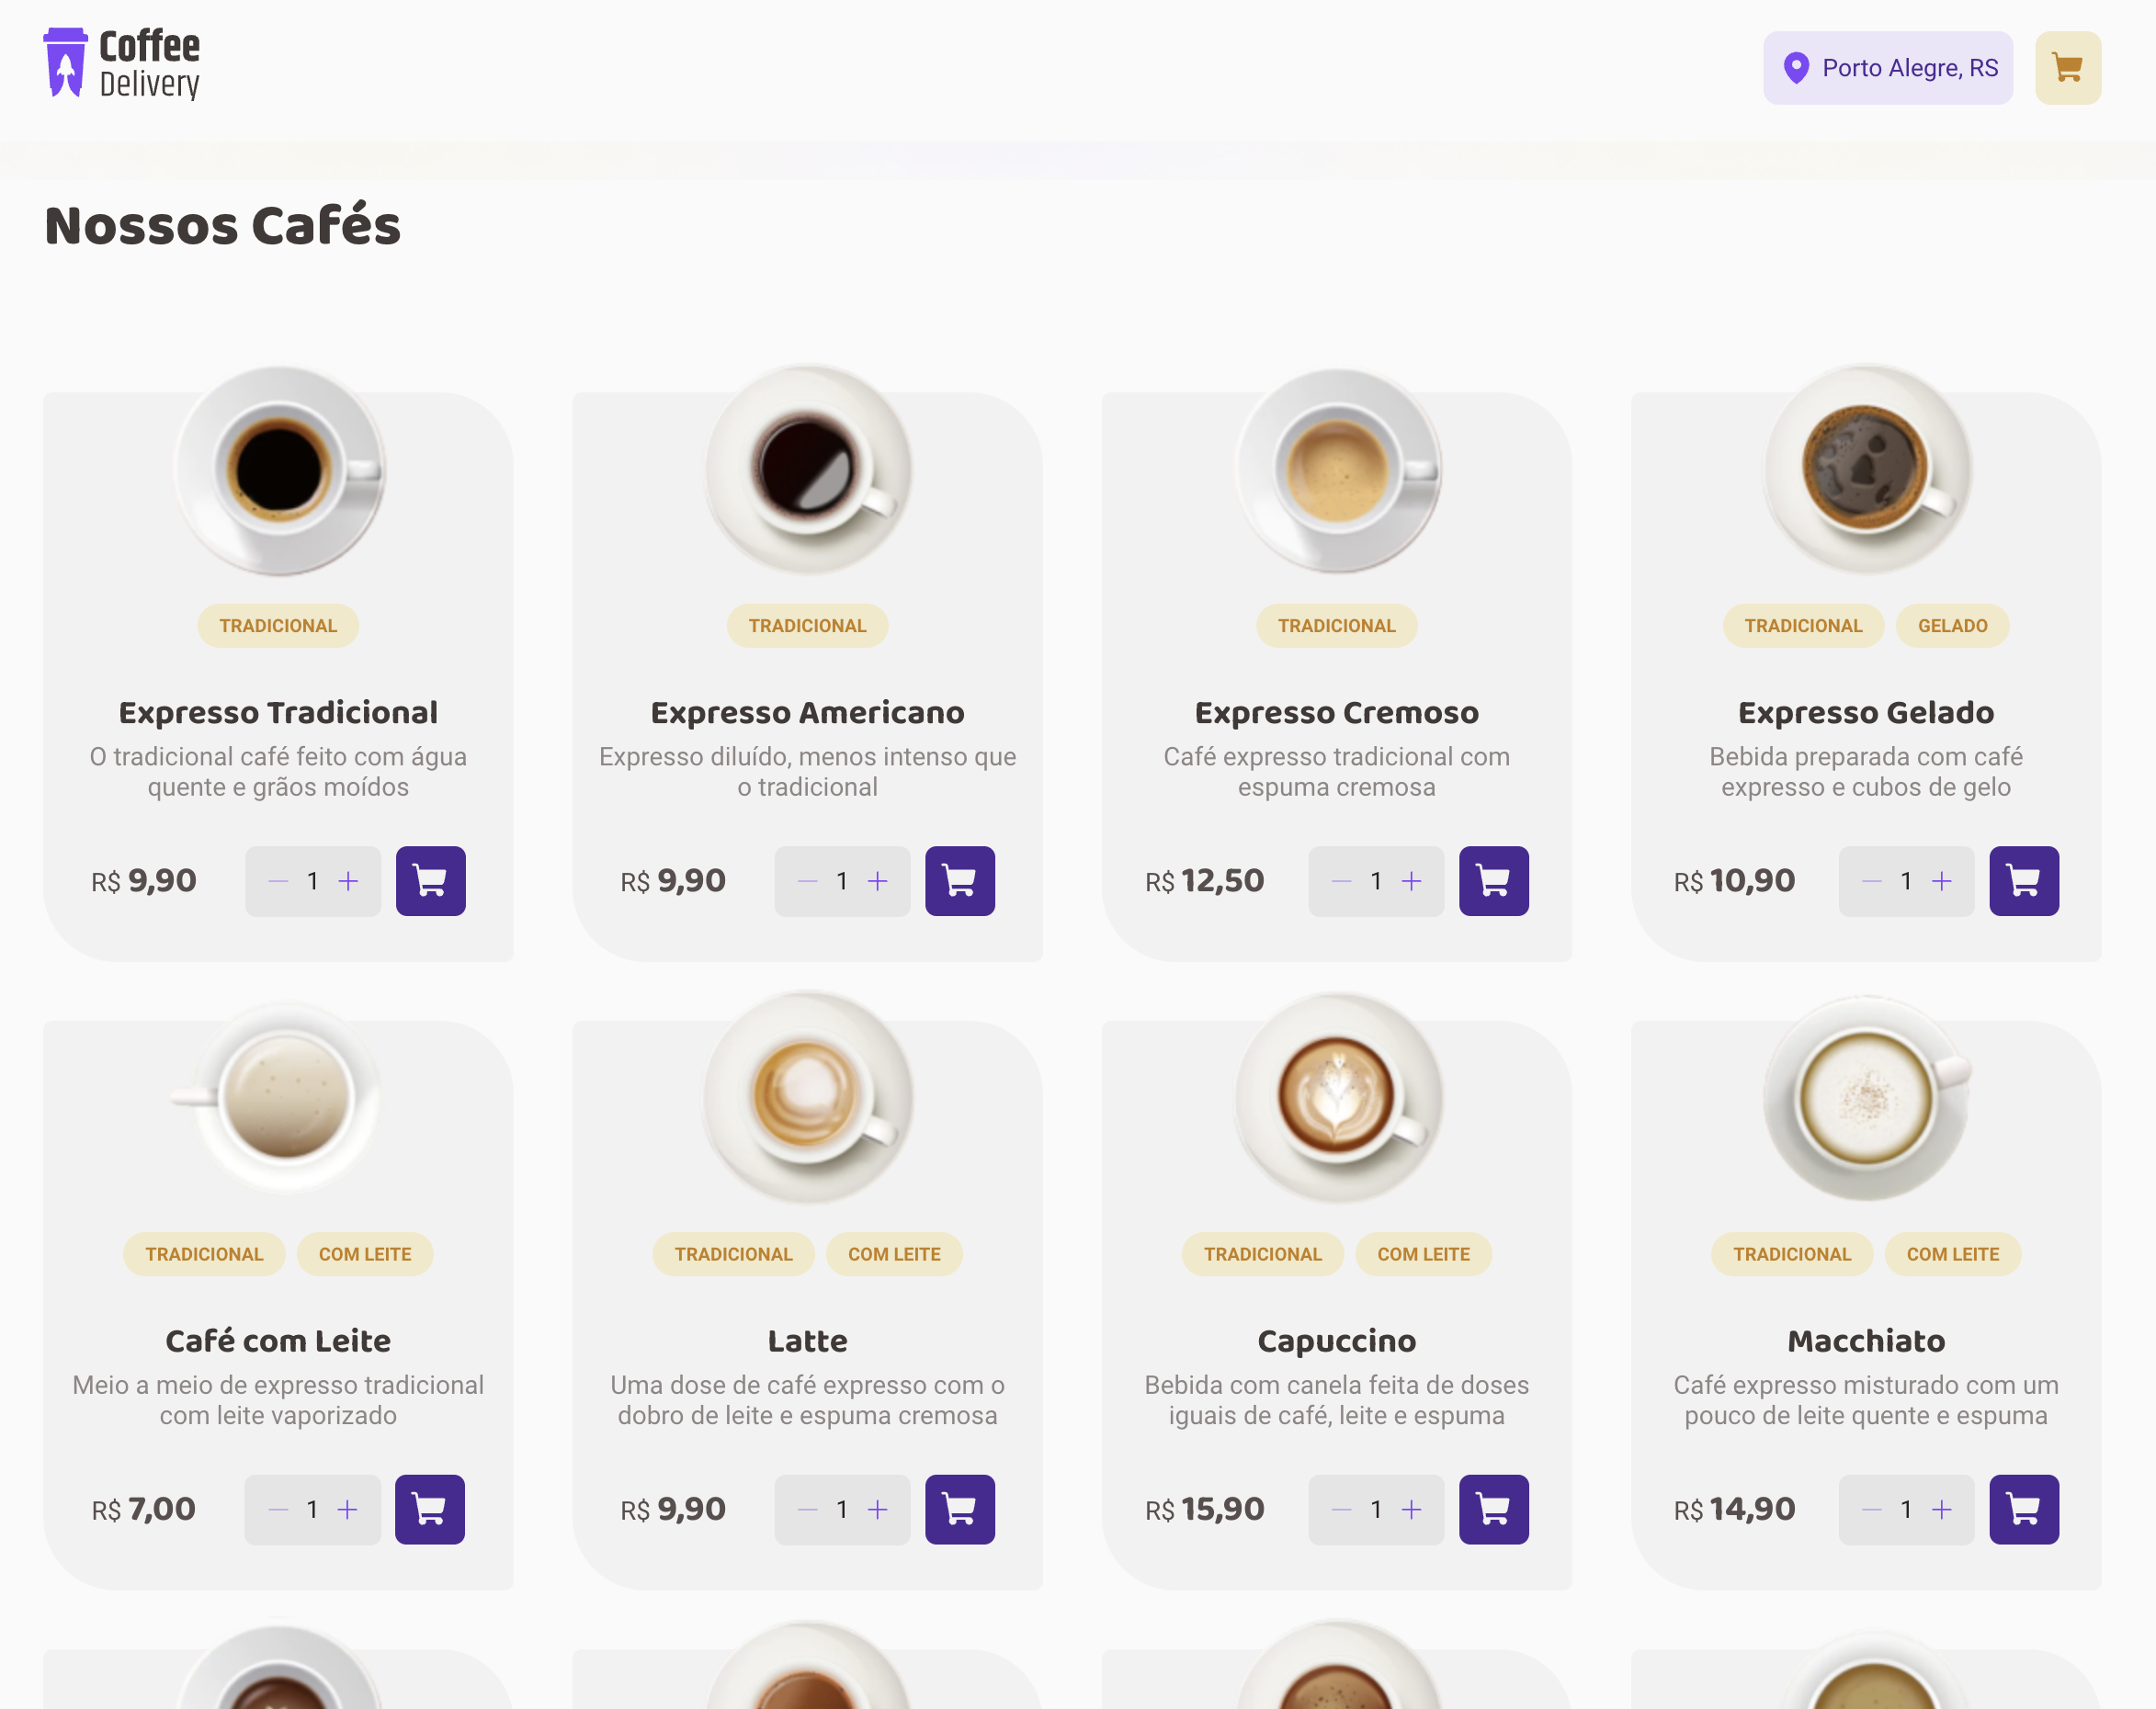 Coffee
Delivery
Porto Alegre, RS
Nossos Cafés
TRADICIONAL
Expresso Tradicional
O tradicional café feito com água
quente e grãos moídos
R$ 9,90
1
TRADICIONAL
Expresso Americano
Expresso diluído, menos intenso que
o tradicional
R$ 9,90
1
TRADICIONAL
Expresso Cremoso
Café expresso tradicional com
espuma cremosa
R$ 12,50
1
TRADICIONAL GELADO
Expresso Gelado
Bebida preparada com café
expresso e cubos de gelo
R$ 10,90
1
TRADICIONAL COM LEITE
Café com Leite
Meio a meio de expresso tradicional
com leite vaporizado
R$ 7,00
1
TRADICIONAL COM LEITE
Latte
Uma dose de café expresso com o
dobro de leite e espuma cremosa
R$ 9,90
1
TRADICIONAL COM LEITE
Capuccino
Bebida com canela feita de doses
iguais de café, leite e espuma
R$ 15,90
1
TRADICIONAL COM LEITE
Macchiato
Café expresso misturado com um
pouco de leite quente e espuma
R$ 14,90
1